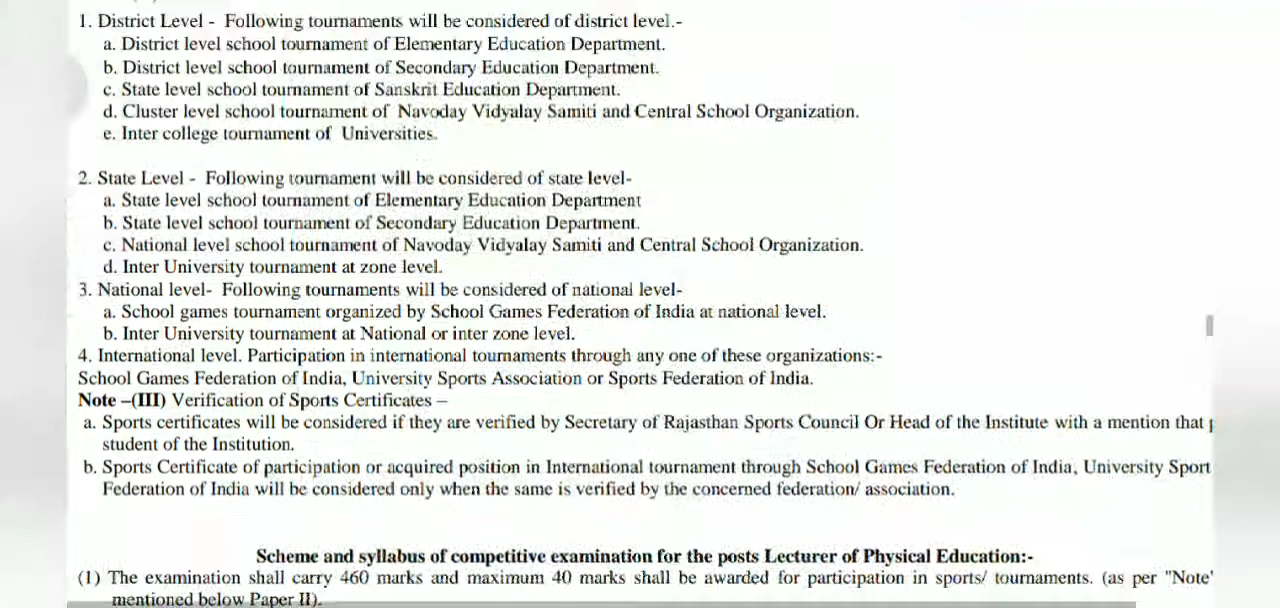 1. District Level - Following tournaments will be considered of district level.-
a. District level school tournament of Elementary Education Department.
b. District level school tournament of Secondary Education Department.
c. State level school tournament of Sanskrit Education Department.
d. Cluster level school tournament of Navoday Vidyalay Samiti and Central School Organization.
e. Inter college tournament of Universities.
2. State Level - Following tournament will be considered of state level-
a. State level school tournament of Elementary Education Department
b. State level school tournament of Secondary Education Department.
c. National level school tournament of Navoday Vidyalay Samiti and Central School Organization.
d. Inter University tournament at zone level.
3. National level- Following tournaments will be considered of national level-
a. School games tournament organized by School Games Federation of India at national level.
b. Inter University tournament at National or inter zone level.
4. International level. Participation in international tournaments through any one of these organizations:-
School Games Federation of India, University Sports Association or Sports Federation of India.
Note –(III) Verification of Sports Certificates –
a. Sports certificates will be considered if they are verified by Secretary of Rajasthan Sports Council Or Head of the Institute with a mention that
student of the Institution.
b. Sports Certificate of participation or acquired position in International tournament through School Games Federation of India, University Sport
Federation of India will be considered only when the same is verified by the concerned federation/ association.
Scheme and syllabus of competitive examination for the posts Lecturer of Physical Education:-
(1) The examination shall carry 460 marks and maximum 40 marks shall be awarded for participation in sports/ tournaments. (as per "Note'
mentioned below Paper II).